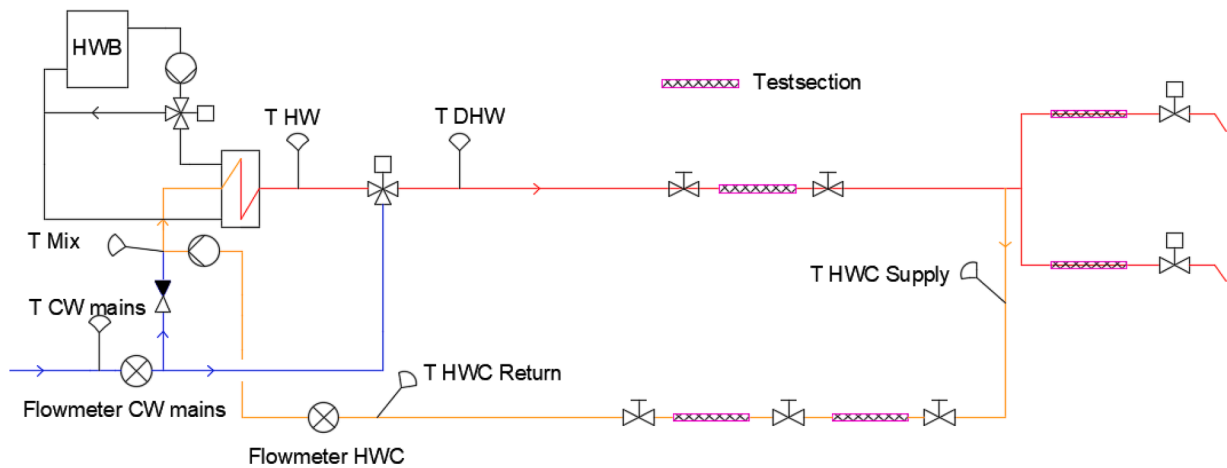 HWB
Testsection
T HW
T DHW
T Mix
T HWC Supply
T CW mains
T HWC Return
Flowmeter CW mains
Flowmeter HWC